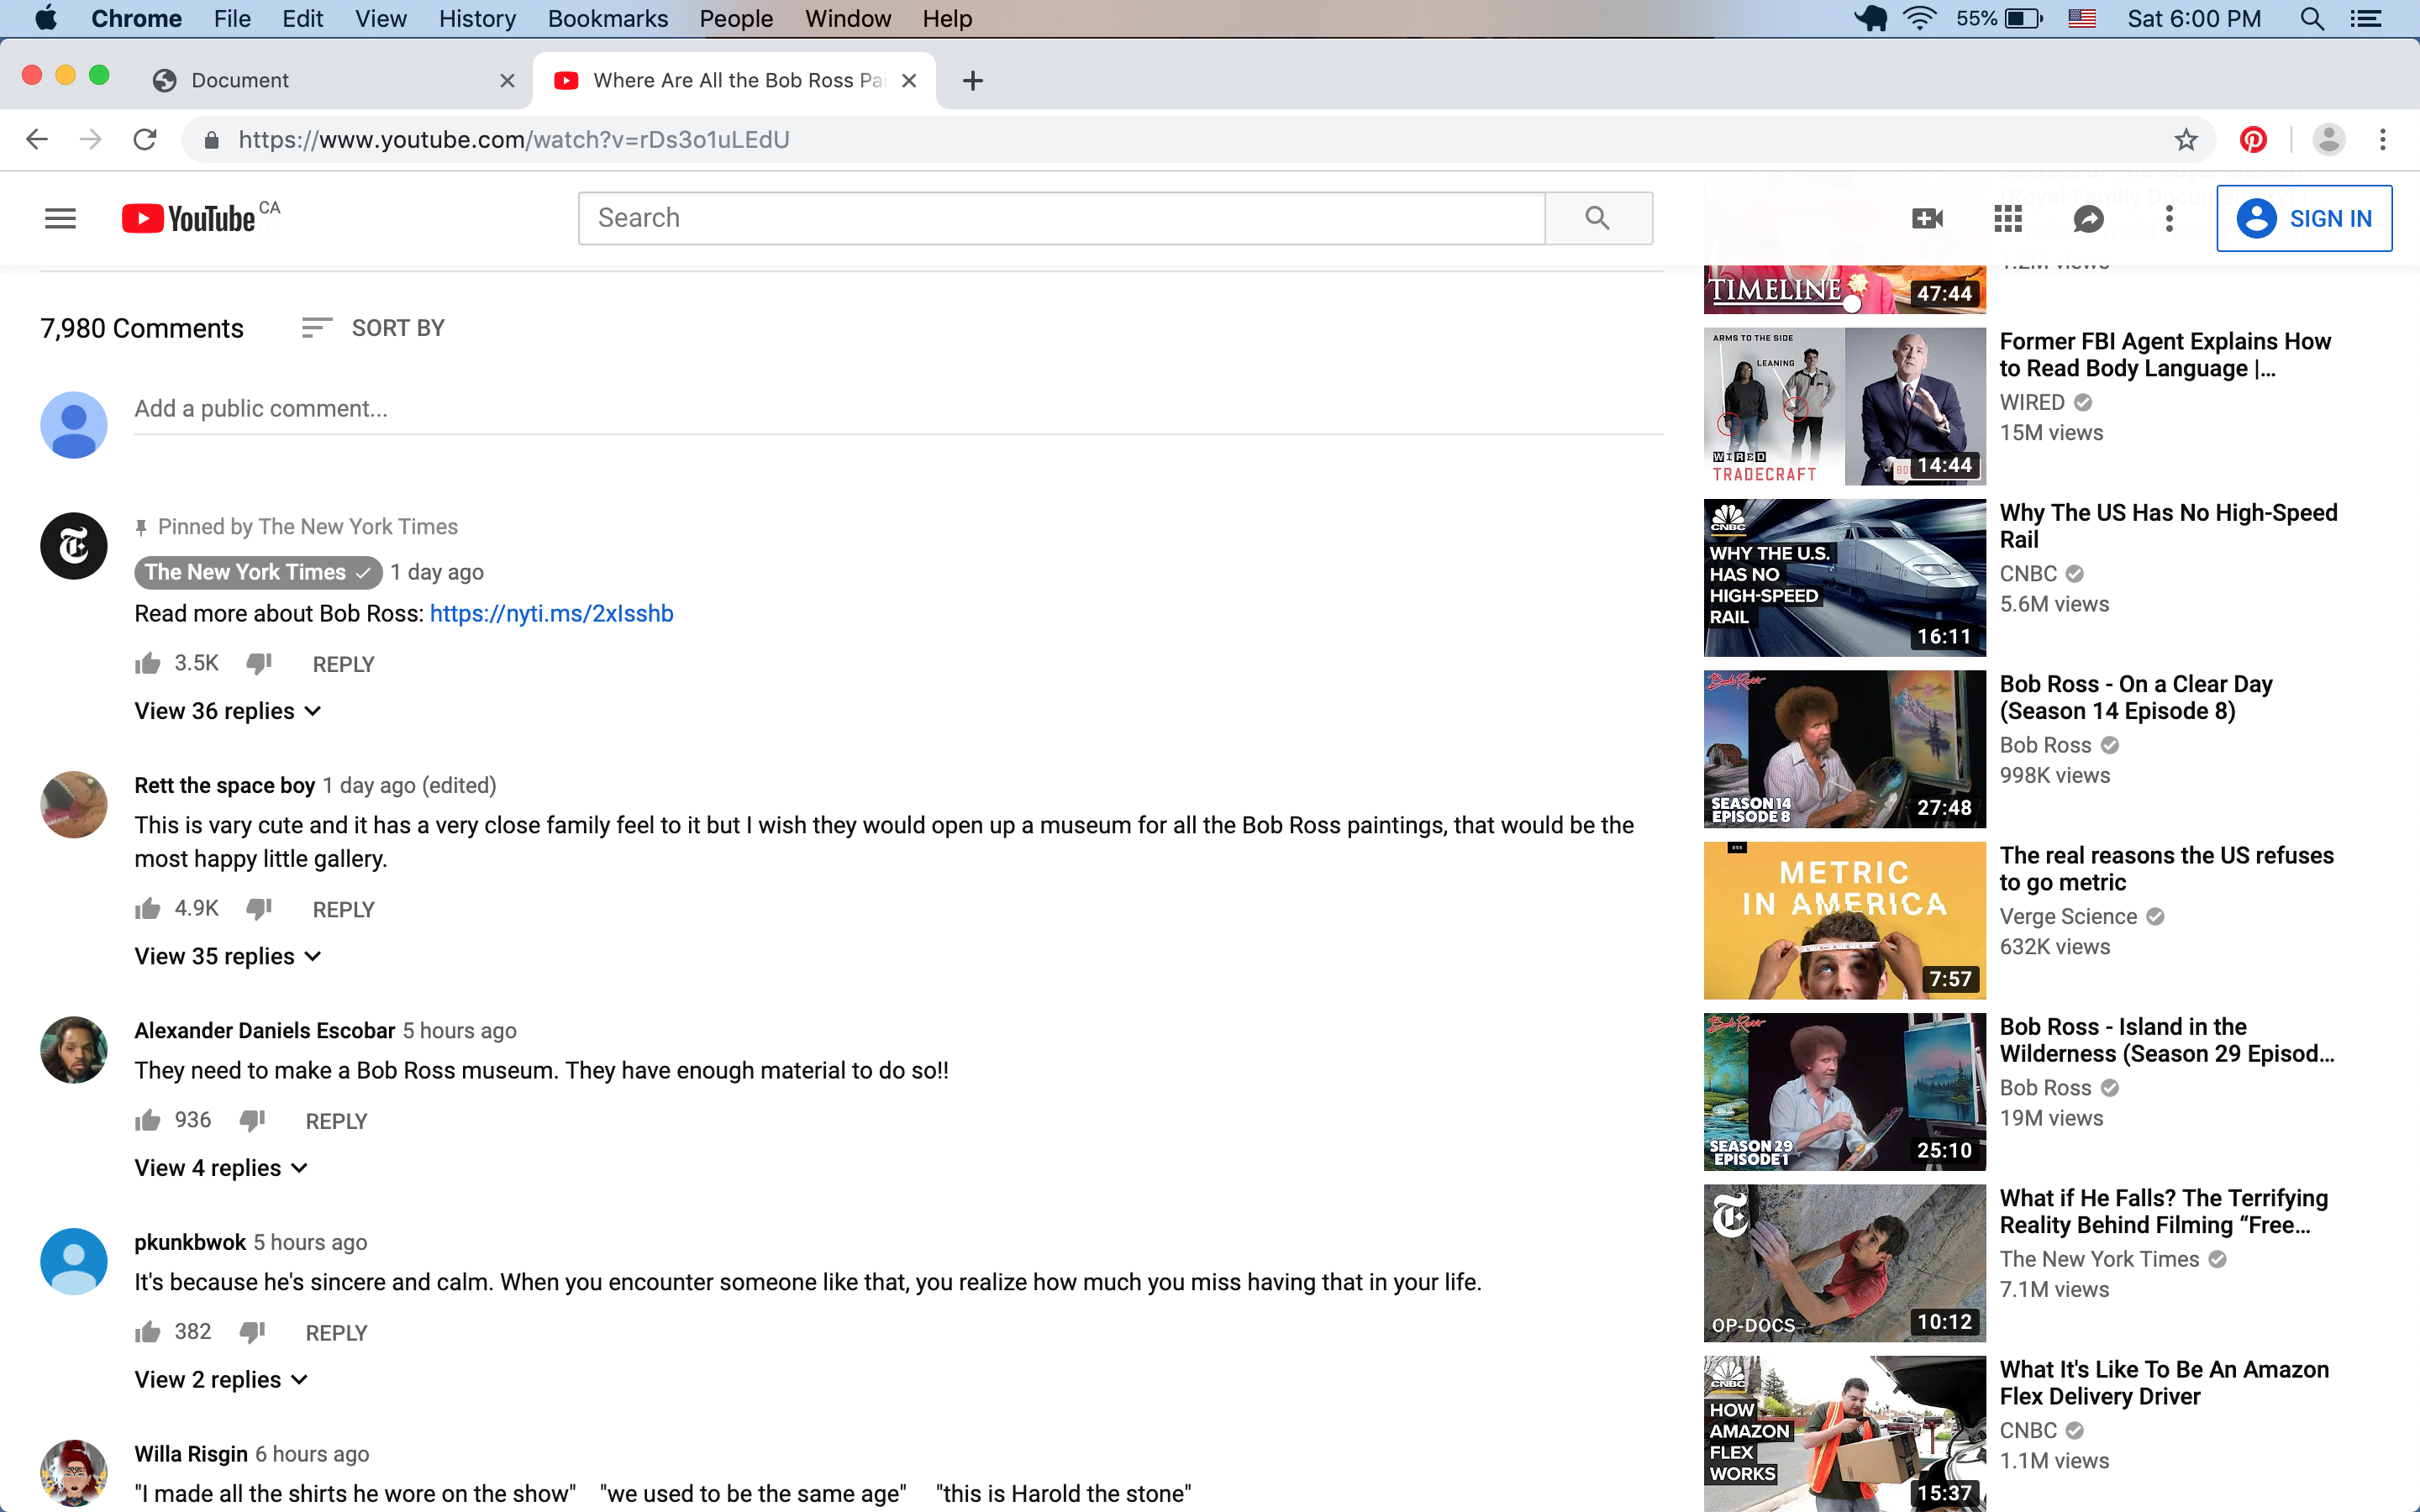 Chrome File Edit View History Bookmarks People Window Help
55% Sat 6:00 PM
Document
Where Are All the Bob Ross Pai
https://www.youtube.com/watch?v=rDs3o1uLEdU
YouTube CA
Search
SIGN IN
7,980 Comments SORT BY
Add a public comment...
Pinned by The New York Times
The New York Times 1 day ago
Read more about Bob Ross: https://nyti.ms/2xIsshb
3.5K REPLY
View 36 replies
Rett the space boy 1 day ago (edited)
This is vary cute and it has a very close family feel to it but I wish they would open up a museum for all the Bob Ross paintings, that would be the
most happy little gallery.
4.9K REPLY
View 35 replies
Alexander Daniels Escobar 5 hours ago
They need to make a Bob Ross museum. They have enough material to do so!!
936 REPLY
View 4 replies
pkunkbwok 5 hours ago
It's because he's sincere and calm. When you encounter someone like that, you realize how much you miss having that in your life.
382 REPLY
View 2 replies
Willa Risgin 6 hours ago
"I made all the shirts he wore on the show" "we used to be the same age" "this is Harold the stone"
TIMELINE
47:44
1.2M views
ARMS TO THE SIDE
LEANING
WIRED
TRADECRAFT
14:44
Former FBI Agent Explains How
to Read Body Language |...
WIRED
15M views
CNBC
WHY THE U.S.
HAS NO
HIGH-SPEED
RAIL
16:11
Why The US Has No High-Speed
Rail
CNBC
5.6M views
Bob Ross
SEASON 14
EPISODE 8
27:48
Bob Ross - On a Clear Day
(Season 14 Episode 8)
Bob Ross
998K views
METRIC
IN AMERICA
7:57
The real reasons the US refuses
to go metric
Verge Science
632K views
Bob Ross
SEASON 29
EPISODE 1
25:10
Bob Ross - Island in the
Wilderness (Season 29 Episod...
Bob Ross
19M views
OP-DOCS
10:12
What if He Falls? The Terrifying
Reality Behind Filming “Free...
The New York Times
7.1M views
CNBC
HOW
AMAZON
FLEX
WORKS
15:37
What It's Like To Be An Amazon
Flex Delivery Driver
CNBC
1.1M views